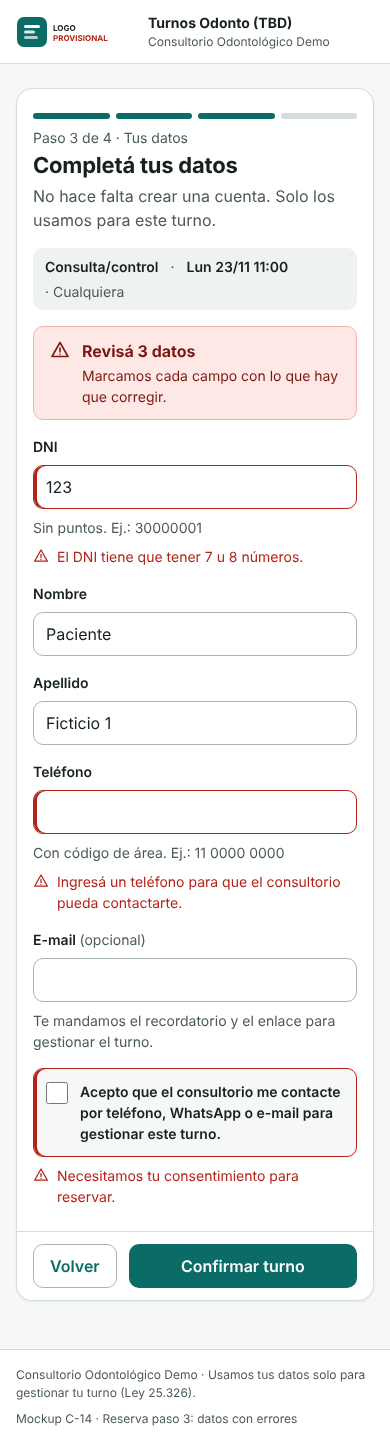 LOGO
PROVISIONAL
Turnos Odonto (TBD)
Consultorio Odontológico Demo
Paso 3 de 4 · Tus datos
Completá tus datos
No hace falta crear una cuenta. Solo los
usamos para este turno.
Consulta/control · Lun 23/11 11:00
· Cualquiera
Revisá 3 datos
Marcamos cada campo con lo que hay
que corregir.
DNI
123
Sin puntos. Ej.: 30000001
El DNI tiene que tener 7 u 8 números.
Nombre
Paciente
Apellido
Ficticio 1
Teléfono
Con código de área. Ej.: 11 0000 0000
Ingresá un teléfono para que el consultorio
pueda contactarte.
E-mail (opcional)
Te mandamos el recordatorio y el enlace para
gestionar el turno.
Acepto que el consultorio me contacte
por teléfono, WhatsApp o e-mail para
gestionar este turno.
Necesitamos tu consentimiento para
reservar.
Volver
Confirmar turno
Consultorio Odontológico Demo · Usamos tus datos solo para
gestionar tu turno (Ley 25.326).
Mockup C-14 · Reserva paso 3: datos con errores